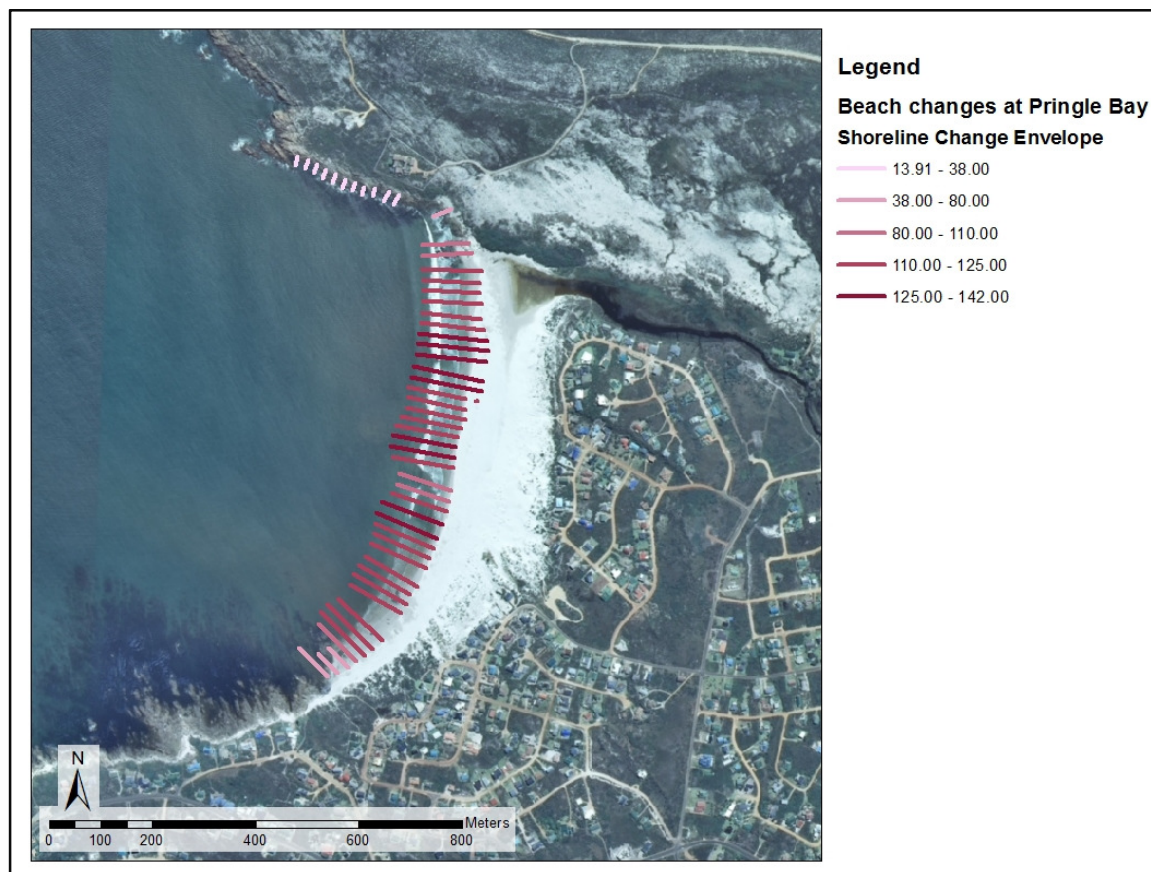 Legend
Beach changes at Pringle Bay
Shoreline Change Envelope
13.91 - 38.00
38.00 - 80.00
80.00 - 110.00
110.00 - 125.00
125.00 - 142.00
N
Meters
0 100 200 400 600 800